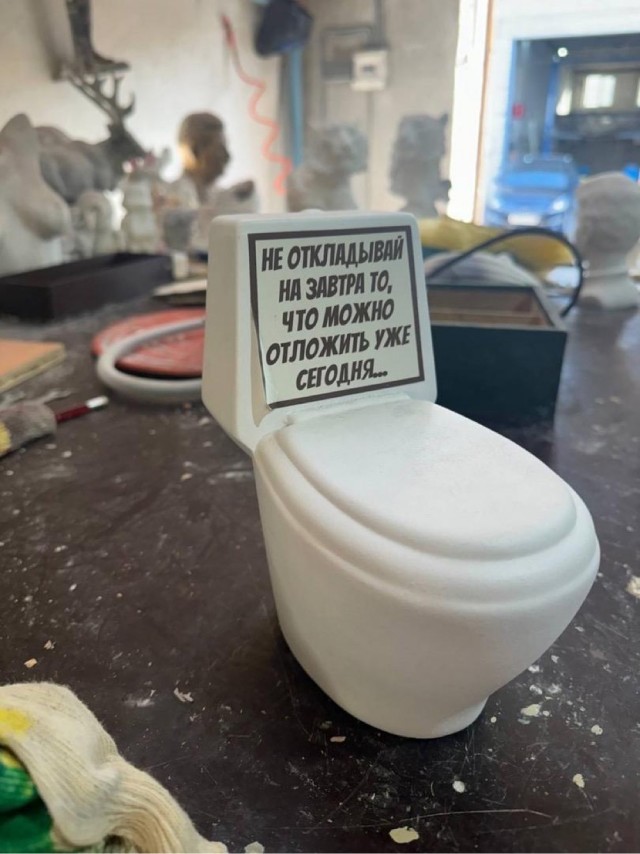 НЕ ОТКЛАДЫВАЙ
НА ЗАВТРА ТО,
ЧТО МОЖНО
ОТЛОЖИТЬ УЖЕ
СЕГОДНЯ...